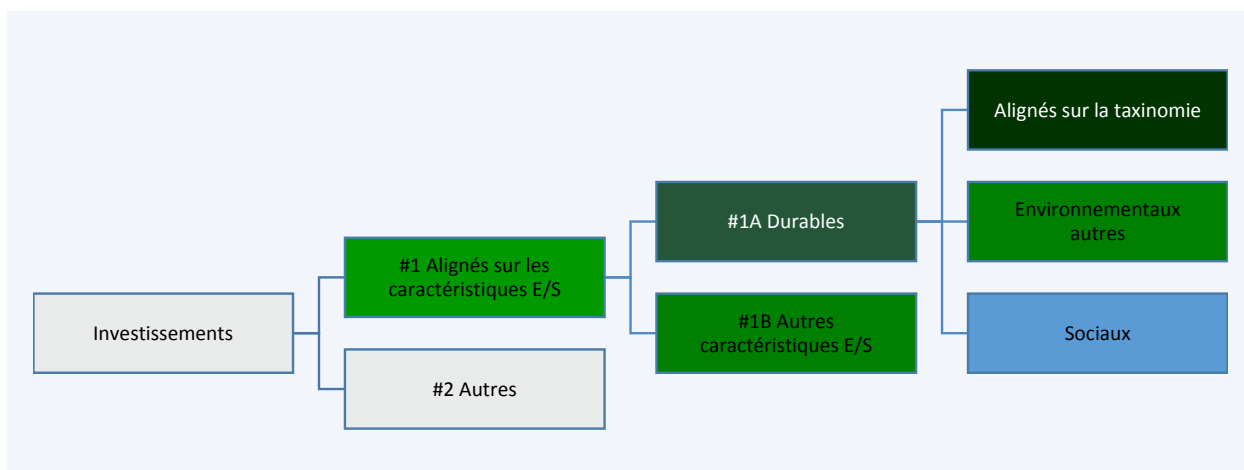 Investissements
#1 Alignés sur les
caractéristiques E/S
#2 Autres
#1A Durables
#1B Autres
caractéristiques E/S
Alignés sur la taxinomie
Environnementaux
autres
Sociaux